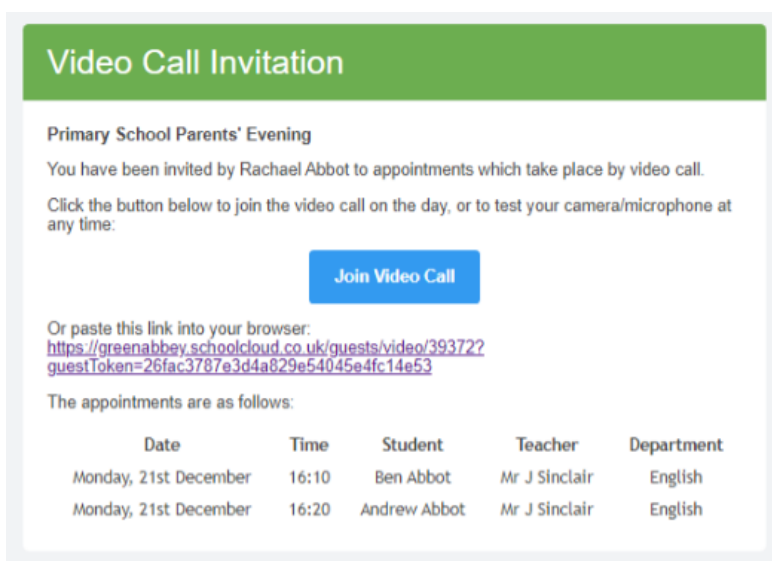 Video Call Invitation
Primary School Parents' Evening
You have been invited by Rachael Abbot to appointments which take place by video call.
Click the button below to join the video call on the day, or to test your camera/microphone at
any time:
Join Video Call
Or paste this link into your browser:
https://greenabbey.schoolcloud.co.uk/guests/video/39372?
guestToken=26fac3787e3d4a829e54045e4fc14e53
The appointments are as follows:
Date Time Student Teacher Department
Monday, 21st December 16:10 Ben Abbot Mr J Sinclair English
Monday, 21st December 16:20 Andrew Abbot Mr J Sinclair English